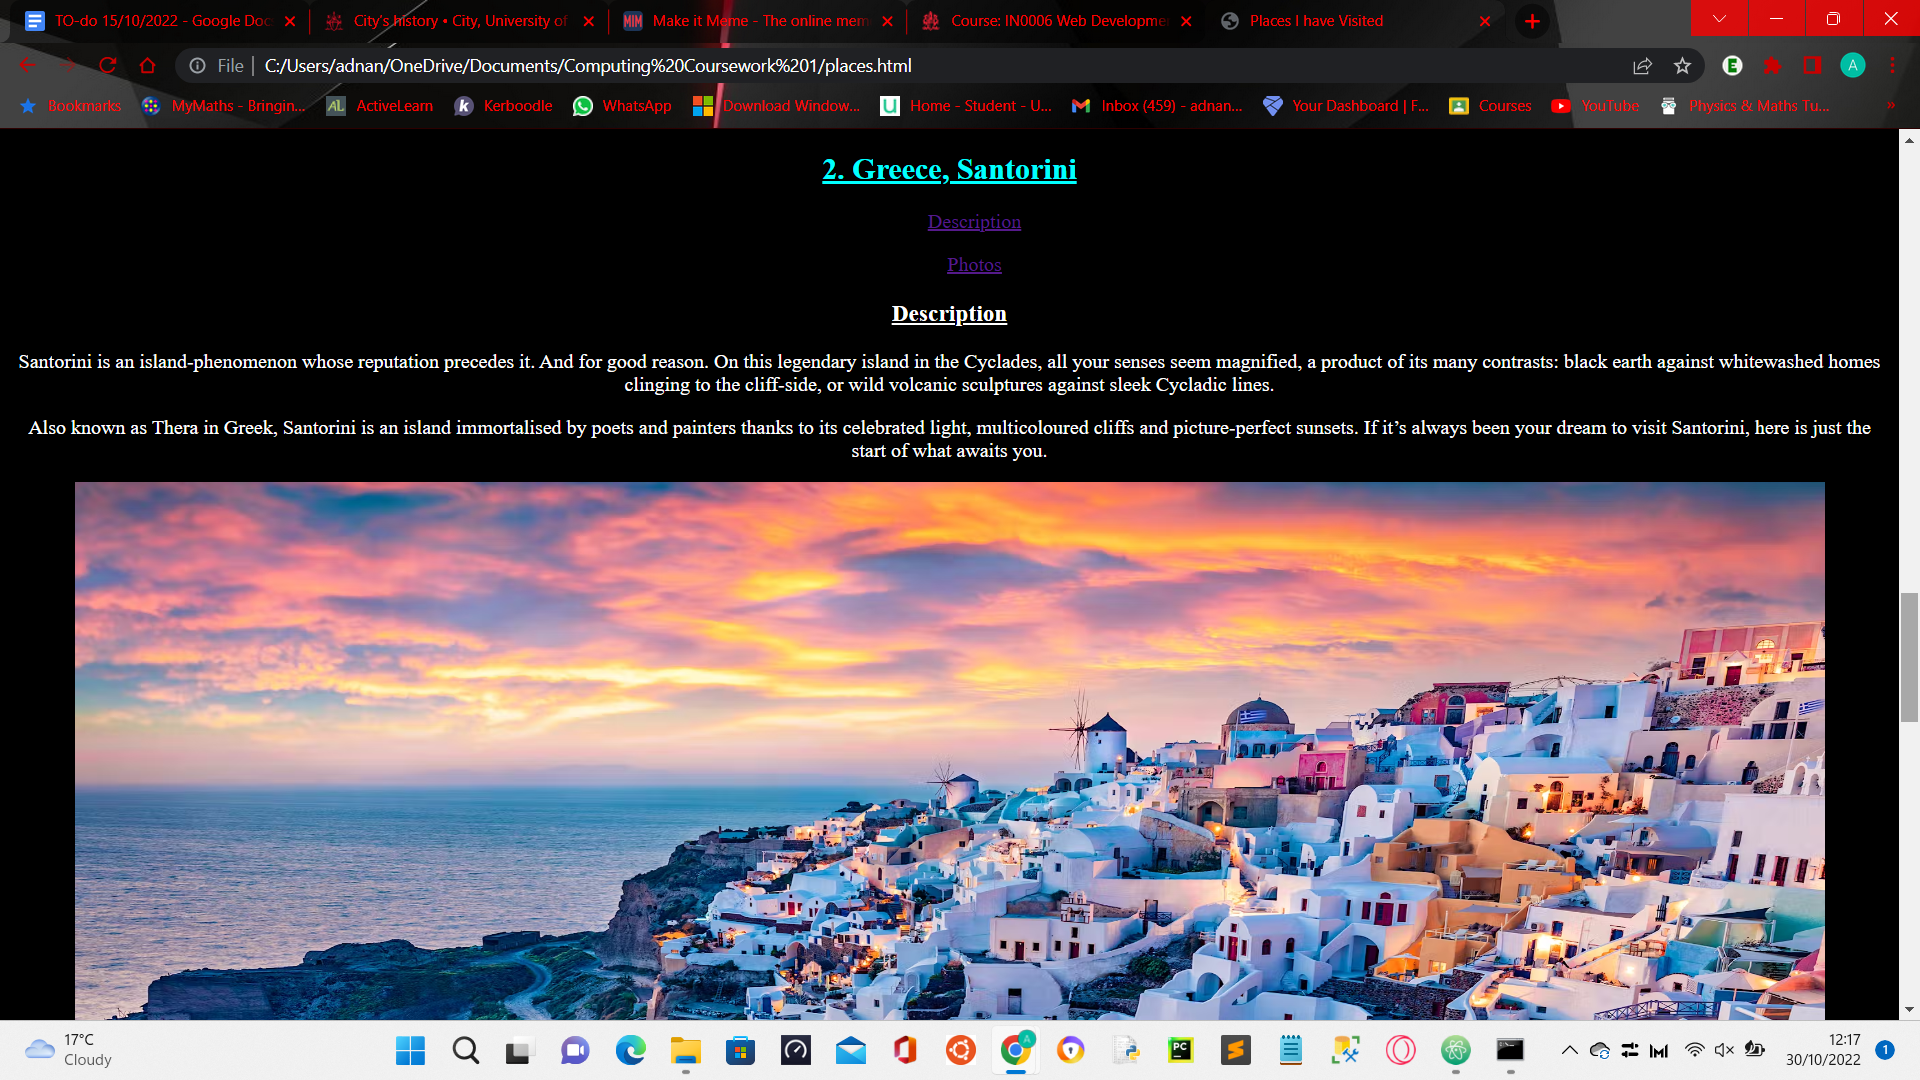 TO-do 15/10/2022 - Google Doc
City's history • City, University of
MIM
Make it Meme - The online mem
Course: IN0006 Web Developme
Places I have Visited
File
C:/Users/adnan/OneDrive/Documents/Computing%20Coursework%201/places.html
E
A
Bookmarks
MyMaths - Bringin...
AL
ActiveLearn
k
Kerboodle
WhatsApp
Download Window...
U
Home - Student - U...
Inbox (459) - adnan...
Your Dashboard | F...
Courses
YouTube
Physics & Maths Tu...
2. Greece, Santorini
Description
Photos
Description
Santorini is an island-phenomenon whose reputation precedes it. And for good reason. On this legendary island in the Cyclades, all your senses seem magnified, a product of its many contrasts: black earth against whitewashed homes
clinging to the cliff-side, or wild volcanic sculptures against sleek Cycladic lines.
Also known as Thera in Greek, Santorini is an island immortalised by poets and painters thanks to its celebrated light, multicoloured cliffs and picture-perfect sunsets. If it’s always been your dream to visit Santorini, here is just the
start of what awaits you.
17°C
Cloudy
A
PC
12:17
30/10/2022
1